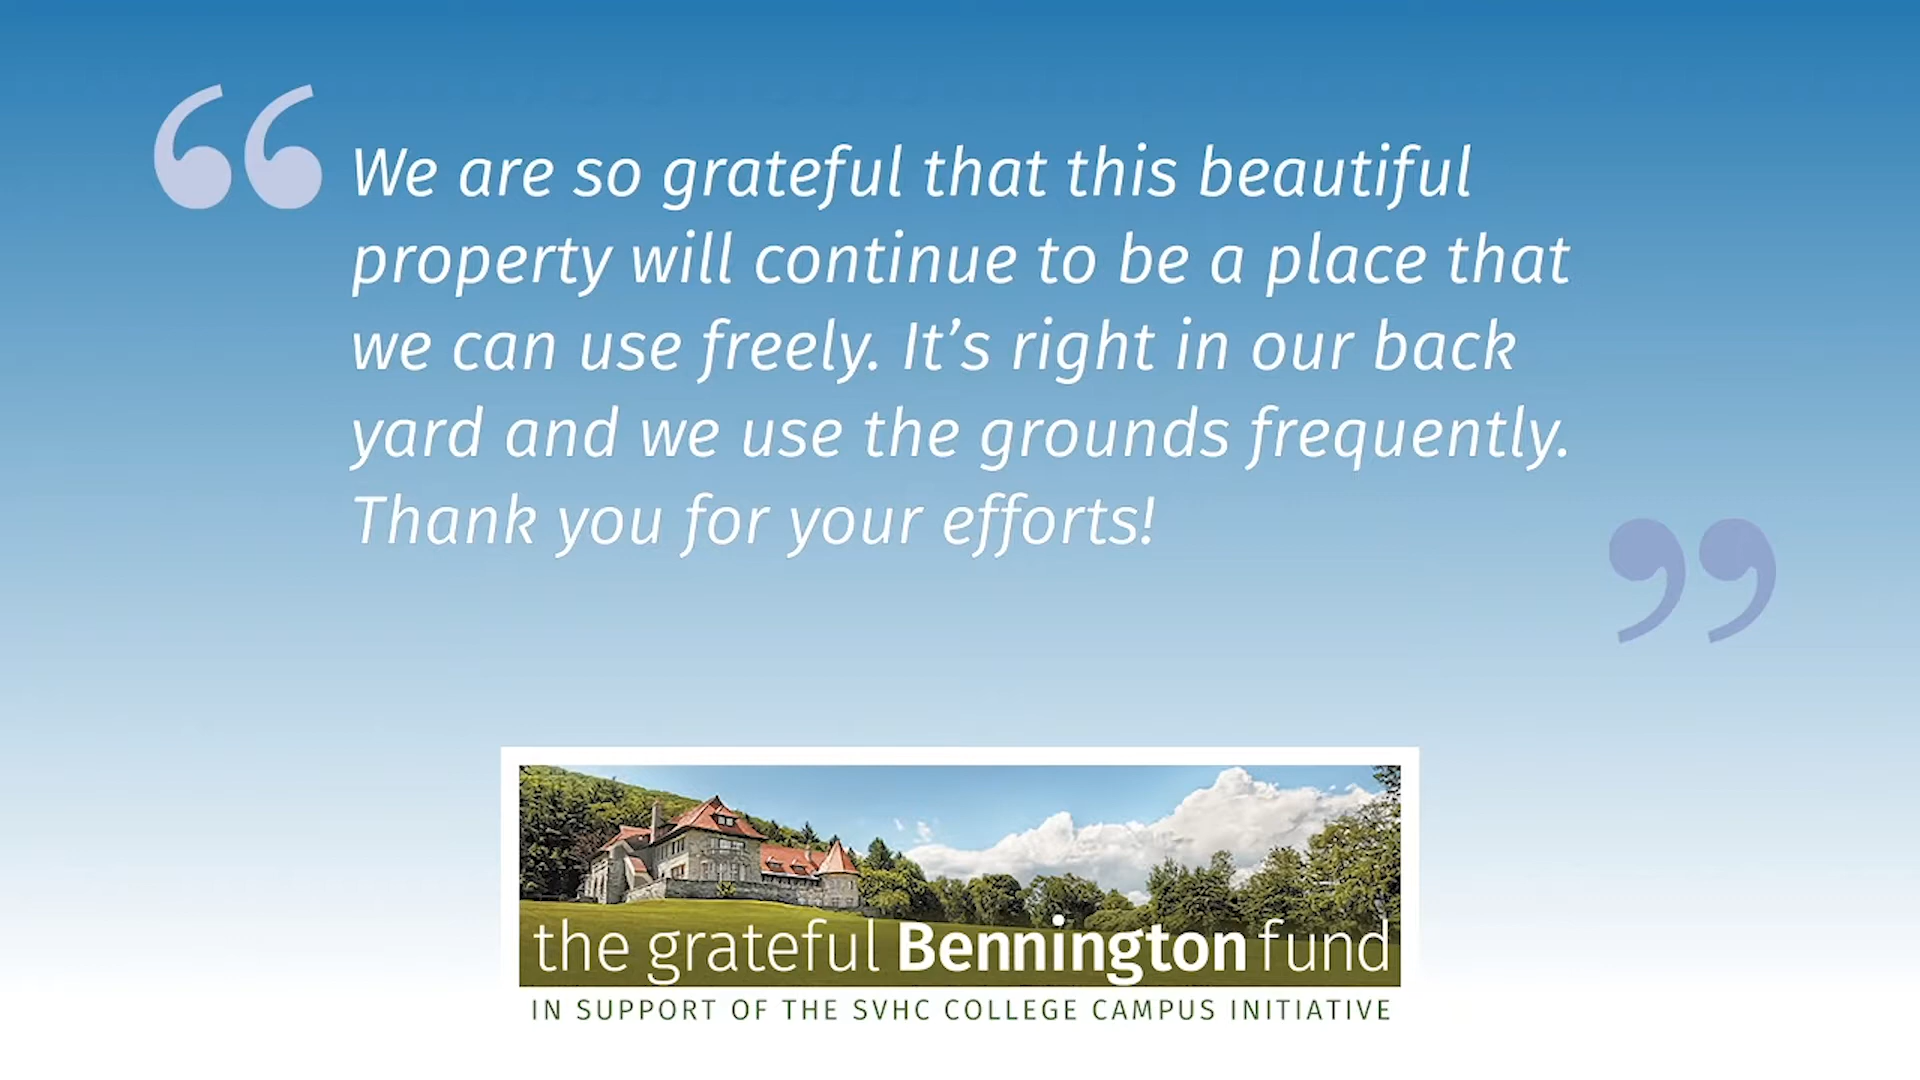 “We are so grateful that this beautiful
property will continue to be a place that
we can use freely. It’s right in our back
yard and we use the grounds frequently.
Thank you for your efforts!”
the grateful Bennington fund
IN SUPPORT OF THE SVHC COLLEGE CAMPUS INITIATIVE